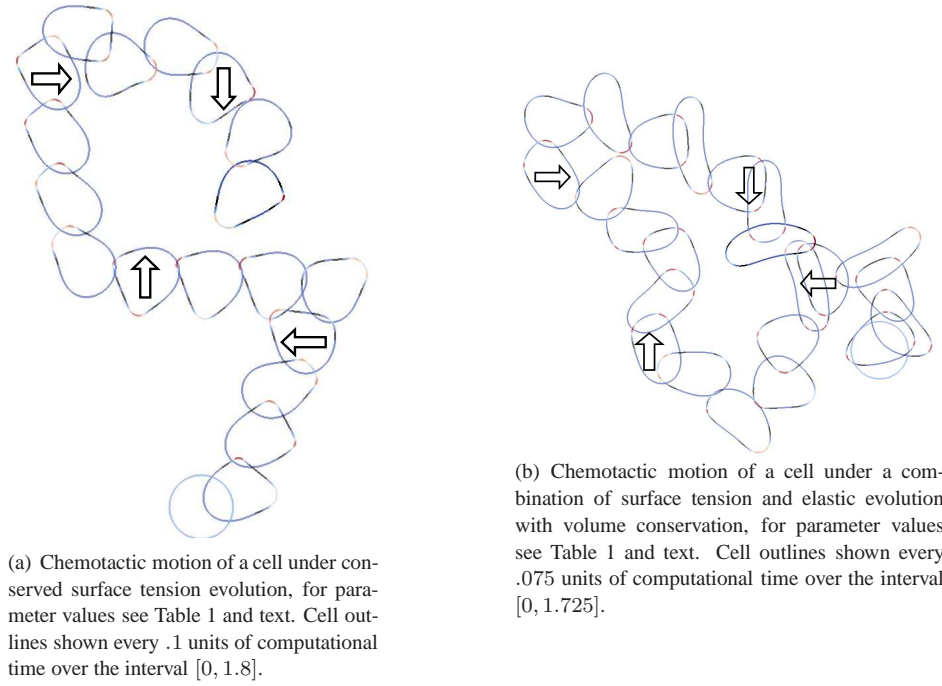 (a) Chemotactic motion of a cell under con-
served surface tension evolution, for para-
meter values see Table 1 and text. Cell out-
lines shown every .1 units of computational
time over the interval [0, 1.8].
(b) Chemotactic motion of a cell under a com-
bination of surface tension and elastic evolution
with volume conservation, for parameter values
see Table 1 and text. Cell outlines shown every
.075 units of computational time over the interval
[0, 1.725].